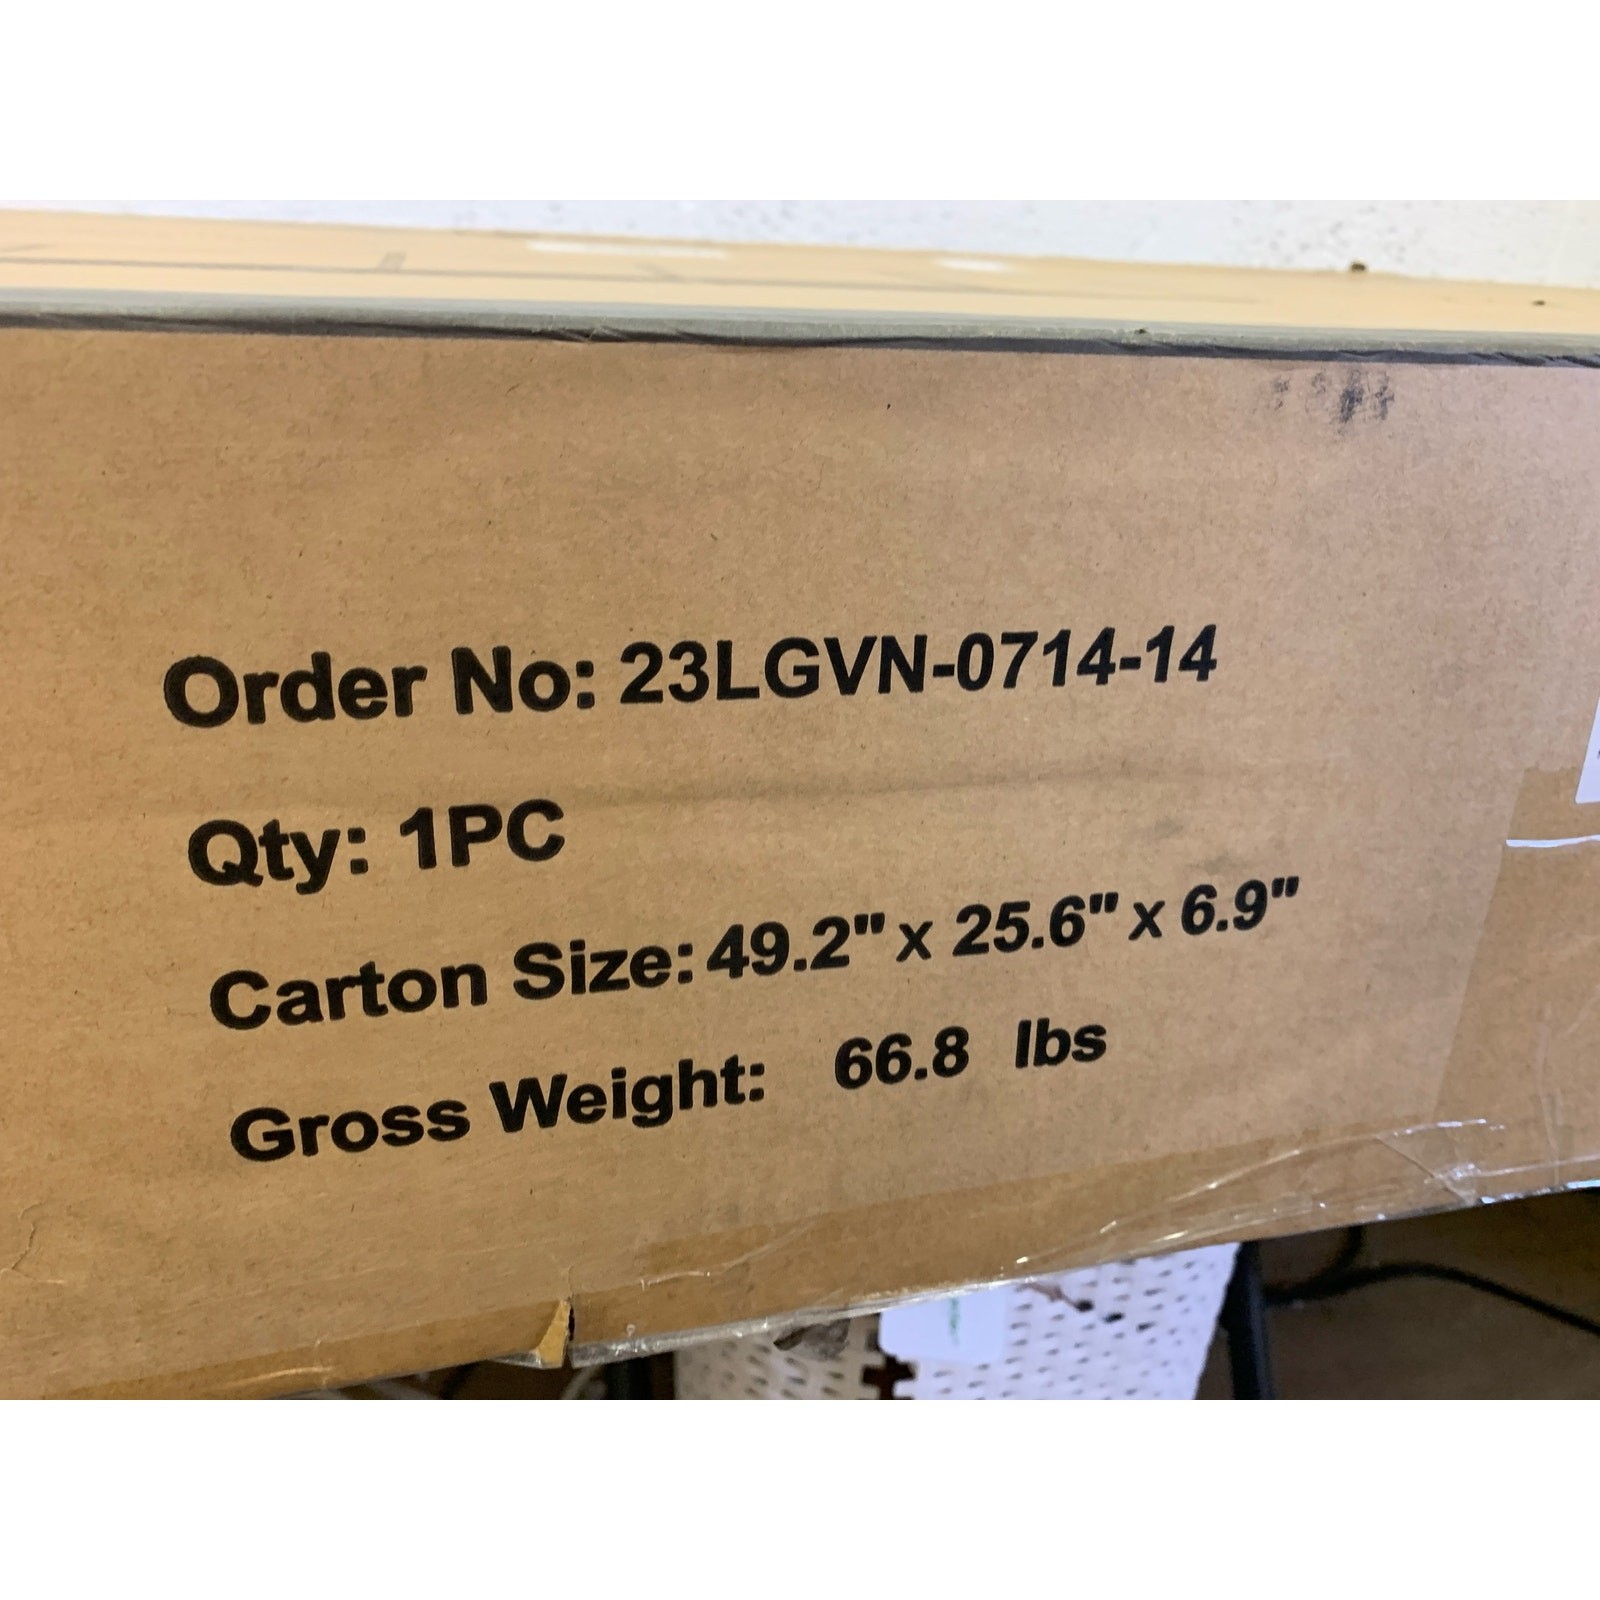 Order No: 23LGVN-0714-14
Qty: 1PC
Carton Size: 49.2" x 25.6" x 6.9"
Gross Weight: 66.8 lbs